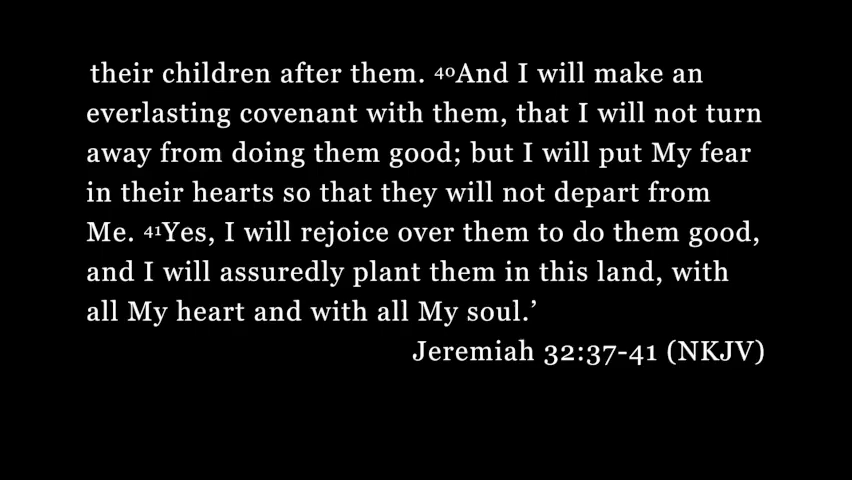 their children after them. 40And I will make an
everlasting covenant with them, that I will not turn
away from doing them good; but I will put My fear
in their hearts so that they will not depart from
Me. 41Yes, I will rejoice over them to do them good,
and I will assuredly plant them in this land, with
all My heart and with all My soul.’
Jeremiah 32:37-41 (NKJV)